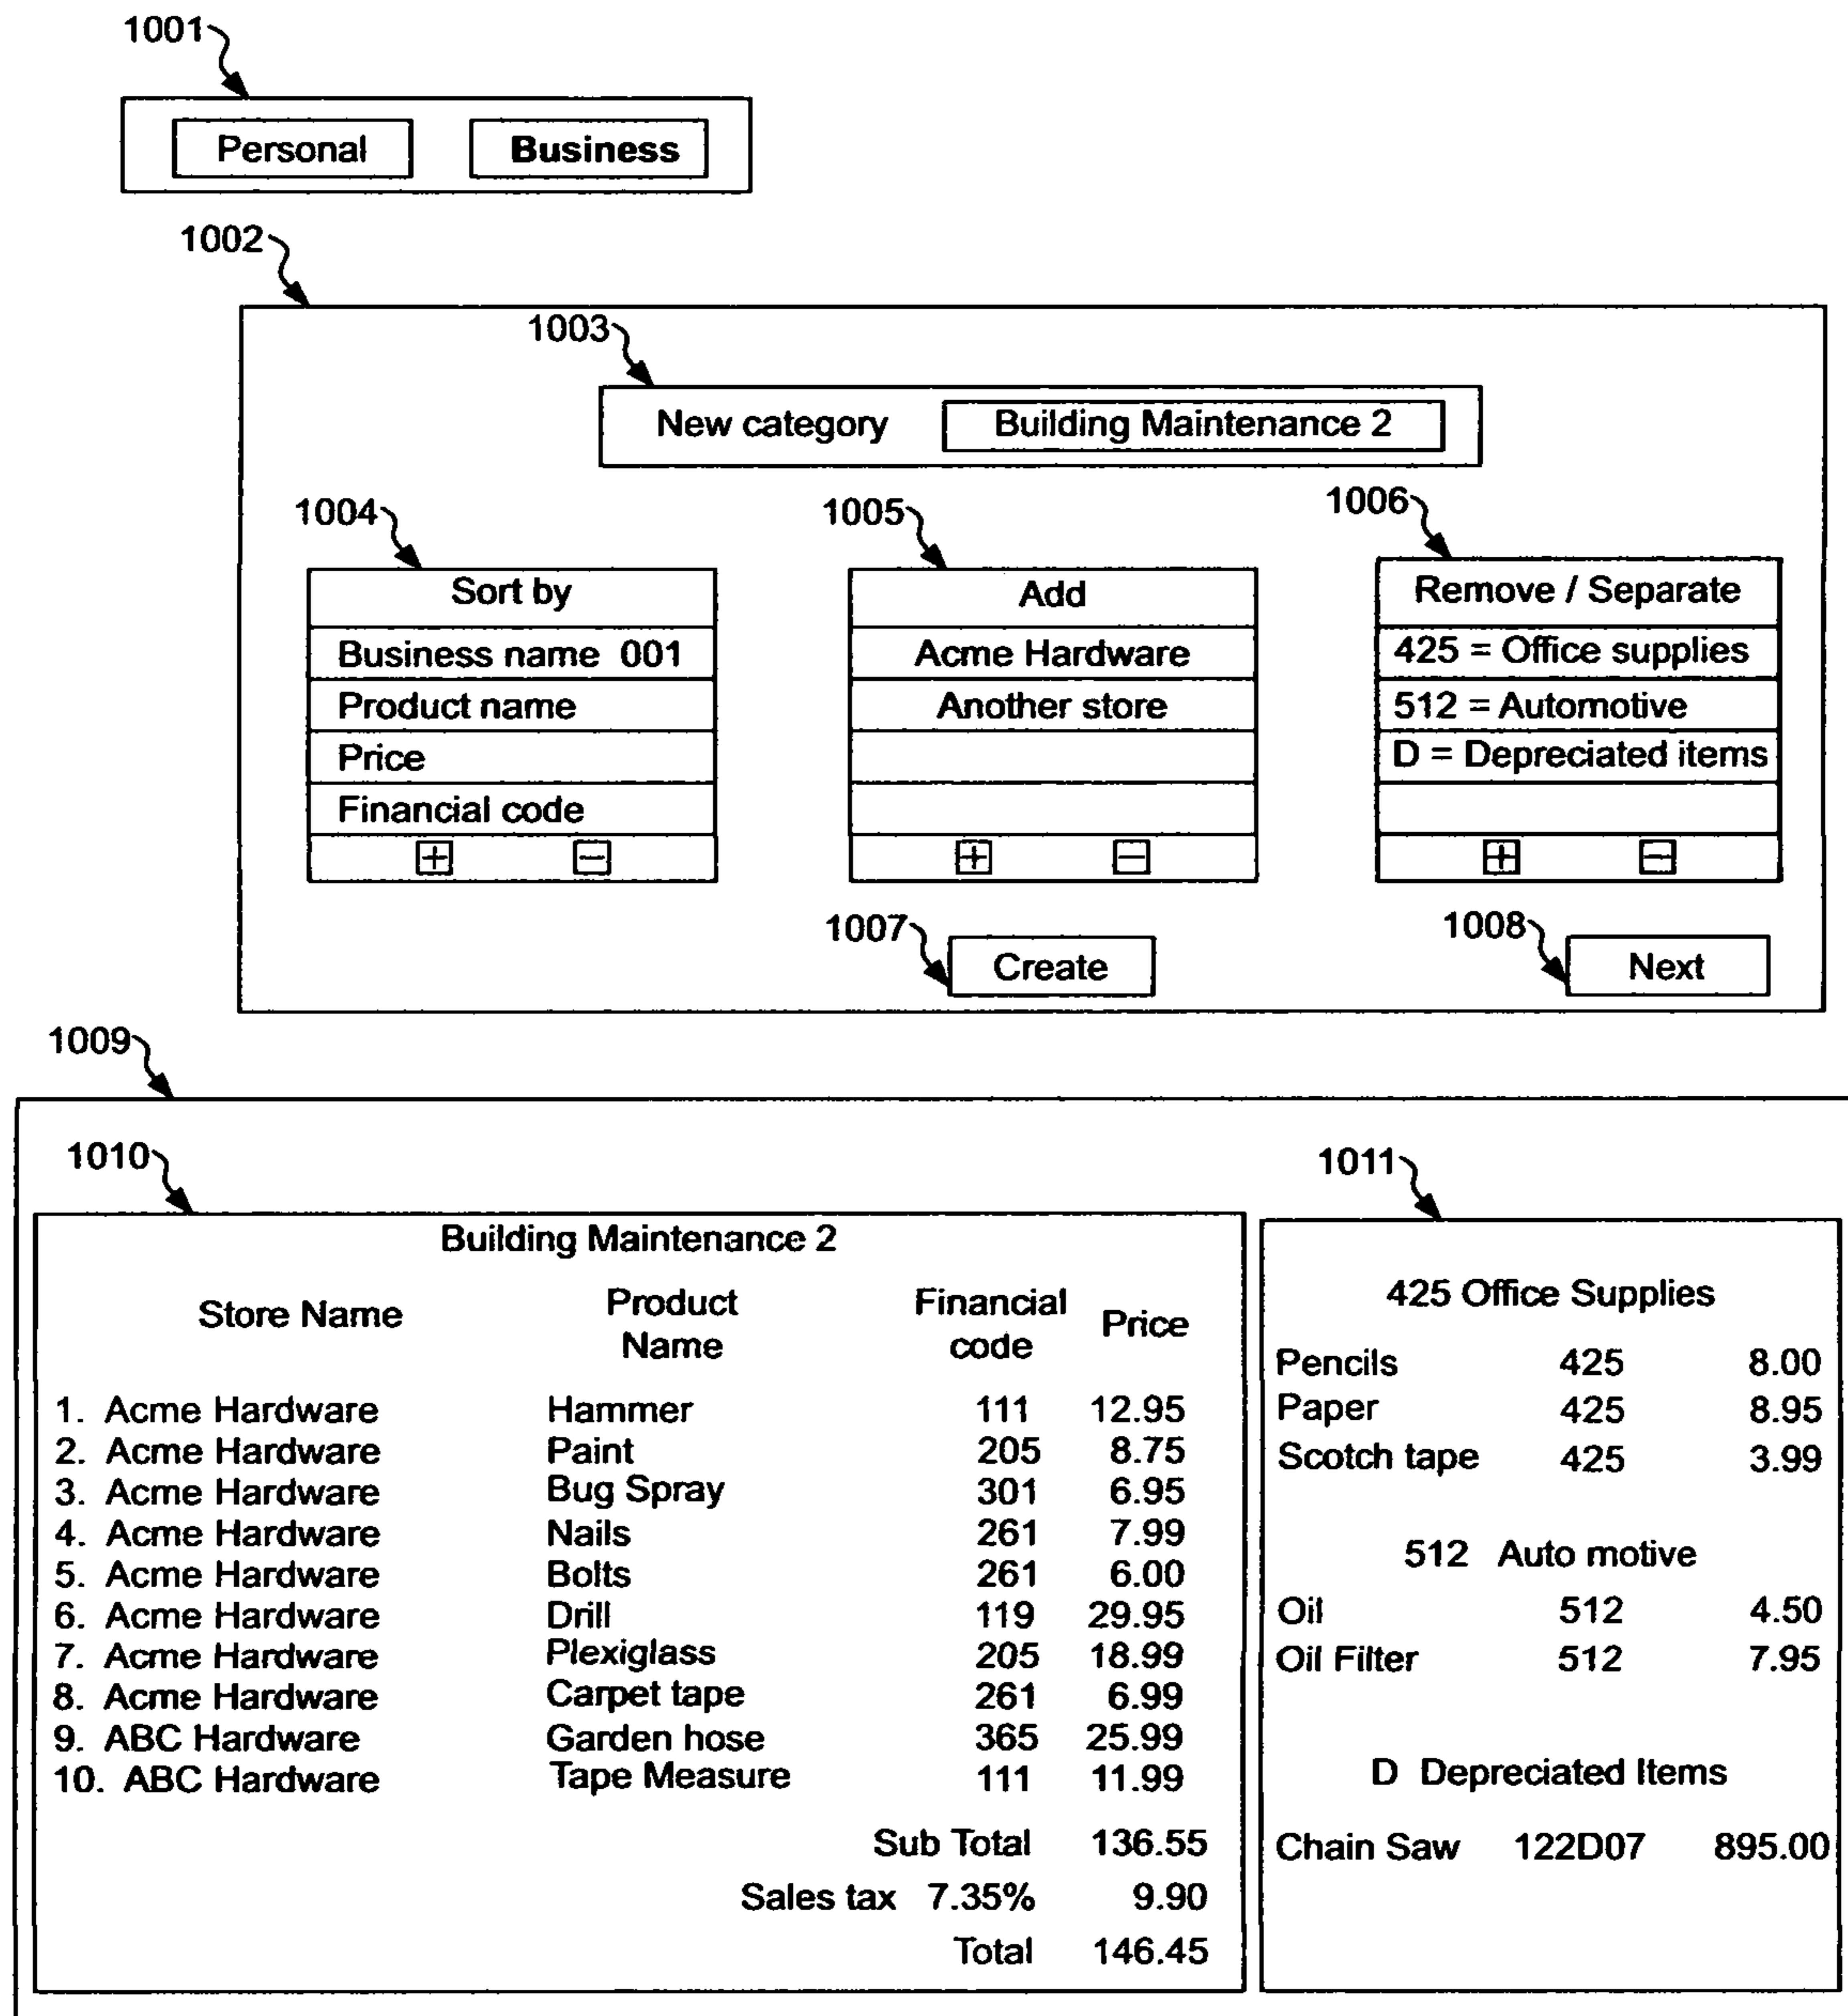 1001
Personal Business
1002
1003
New category Building Maintenance 2
1004
Sort by
Business name 001
Product name
Price
Financial code
+ −
1005
Add
Acme Hardware
Another store
+ −
1006
Remove / Separate
425 = Office supplies
512 = Automotive
D = Depreciated items
+ −
1007
Create
1008
Next
1009
1010
Building Maintenance 2
Store Name Product Name Financial code Price
1. Acme Hardware Hammer 111 12.95
2. Acme Hardware Paint 205 8.75
3. Acme Hardware Bug Spray 301 6.95
4. Acme Hardware Nails 261 7.99
5. Acme Hardware Bolts 261 6.00
6. Acme Hardware Drill 119 29.95
7. Acme Hardware Plexiglass 205 18.99
8. Acme Hardware Carpet tape 261 6.99
9. ABC Hardware Garden hose 365 25.99
10. ABC Hardware Tape Measure 111 11.99
Sub Total 136.55
Sales tax 7.35% 9.90
Total 146.45
1011
425 Office Supplies
Pencils 425 8.00
Paper 425 8.95
Scotch tape 425 3.99
512 Auto motive
Oil 512 4.50
Oil Filter 512 7.95
D Depreciated Items
Chain Saw 122D07 895.00